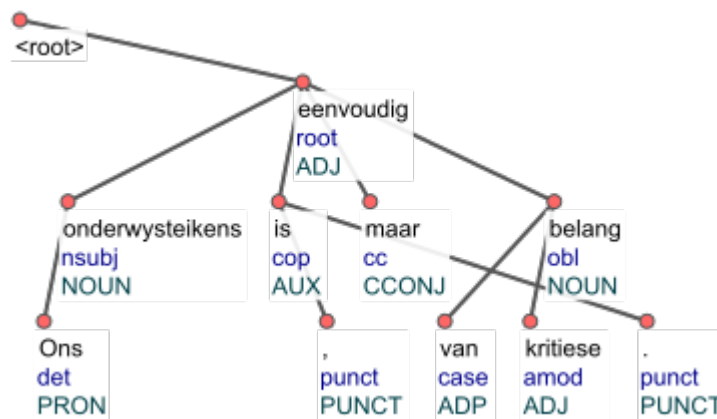 <root>
eenvoudig
root
ADJ
onderwysteikens is maar belang
nsubj cop cc obl
NOUN AUX CCONJ NOUN
Ons , van kritiese .
det punct case amod punct
PRON PUNCT ADP ADJ PUNCT